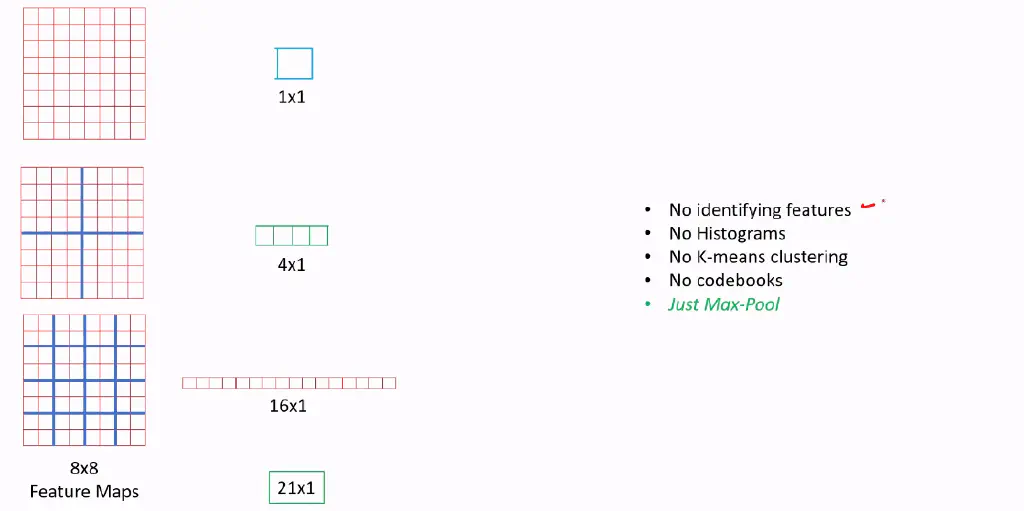 1x1
4x1
16x1
8x8
Feature Maps
21x1
• No identifying features
• No Histograms
• No K-means clustering
• No codebooks
• Just Max-Pool